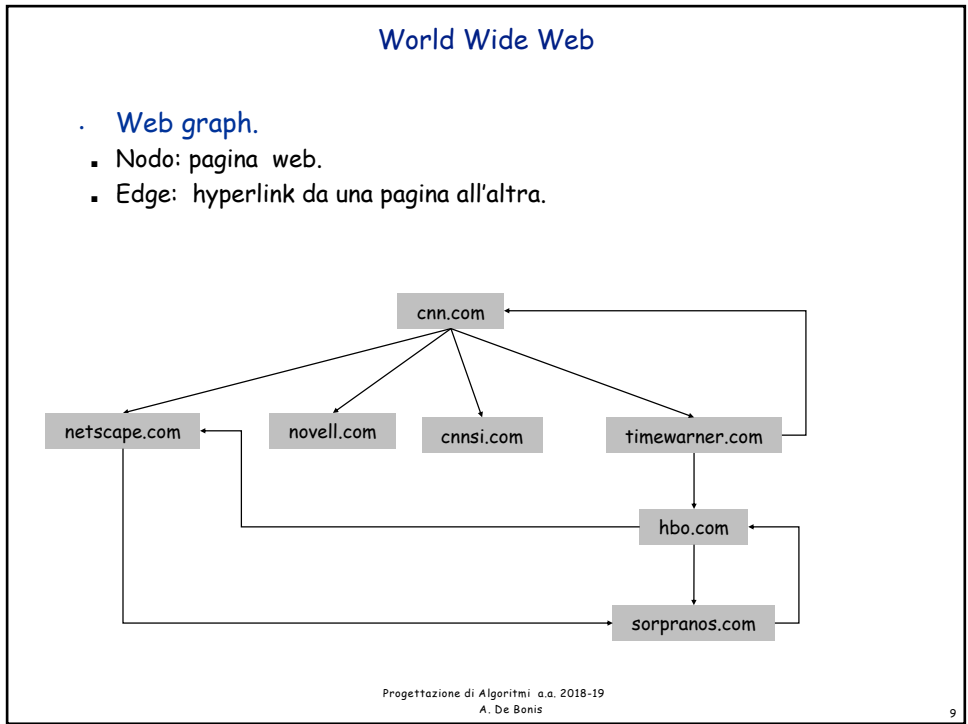 World Wide Web
· Web graph.
▪ Nodo: pagina web.
▪ Edge: hyperlink da una pagina all'altra.
cnn.com
netscape.com
novell.com
cnnsi.com
timewarner.com
hbo.com
sorpranos.com
Progettazione di Algoritmi a.a. 2018-19
A. De Bonis
9